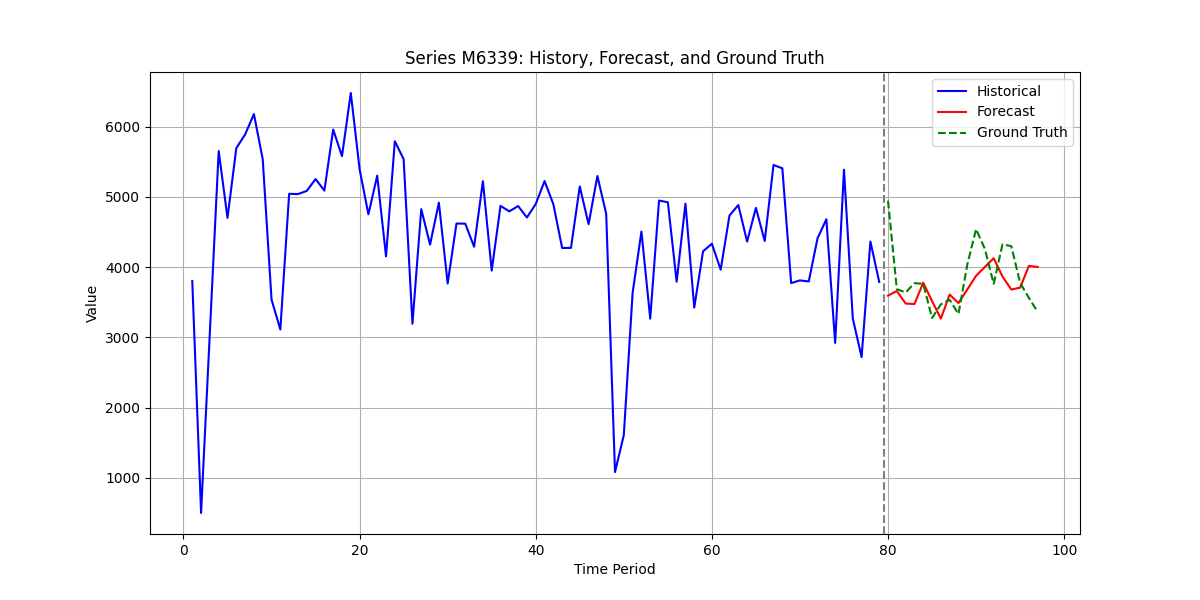 Series M6339: History, Forecast, and Ground Truth
Historical
Forecast
Ground Truth
Value
6000
5000
4000
3000
2000
1000
0
20
40
60
80
100
Time Period